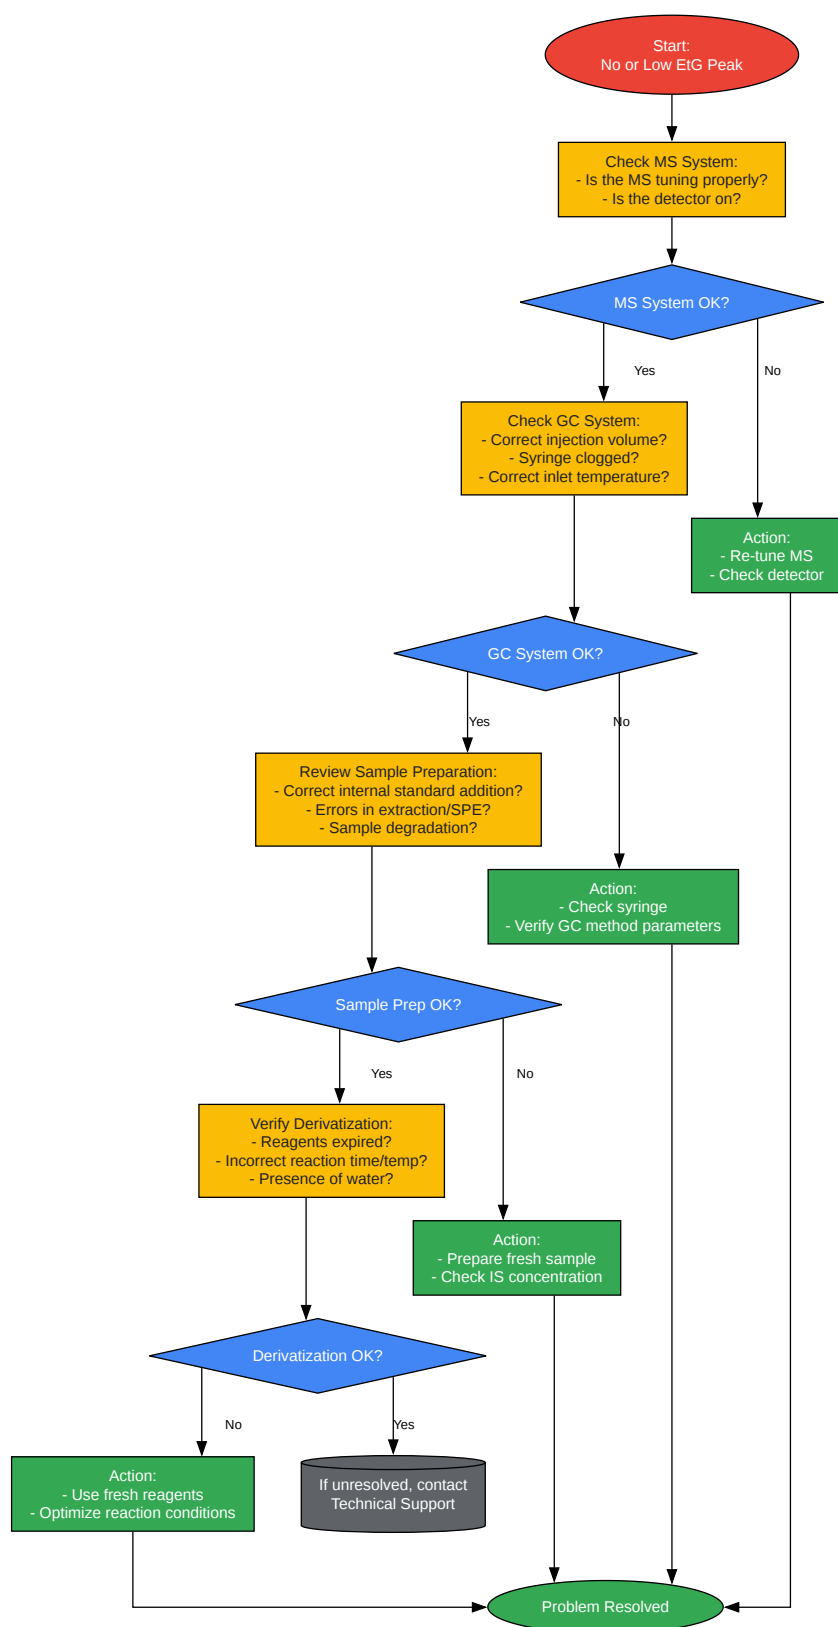 Start:
No or Low EtG Peak
Check MS System:
- Is the MS tuning properly?
- Is the detector on?
MS System OK?
Yes
No
Check GC System:
- Correct injection volume?
- Syringe clogged?
- Correct inlet temperature?
Action:
- Re-tune MS
- Check detector
GC System OK?
Yes
No
Review Sample Preparation:
- Correct internal standard addition?
- Errors in extraction/SPE?
- Sample degradation?
Action:
- Check syringe
- Verify GC method parameters
Sample Prep OK?
Yes
No
Verify Derivatization:
- Reagents expired?
- Incorrect reaction time/temp?
- Presence of water?
Action:
- Prepare fresh sample
- Check IS concentration
Derivatization OK?
No
Yes
Action:
- Use fresh reagents
- Optimize reaction conditions
If unresolved, contact
Technical Support
Problem Resolved